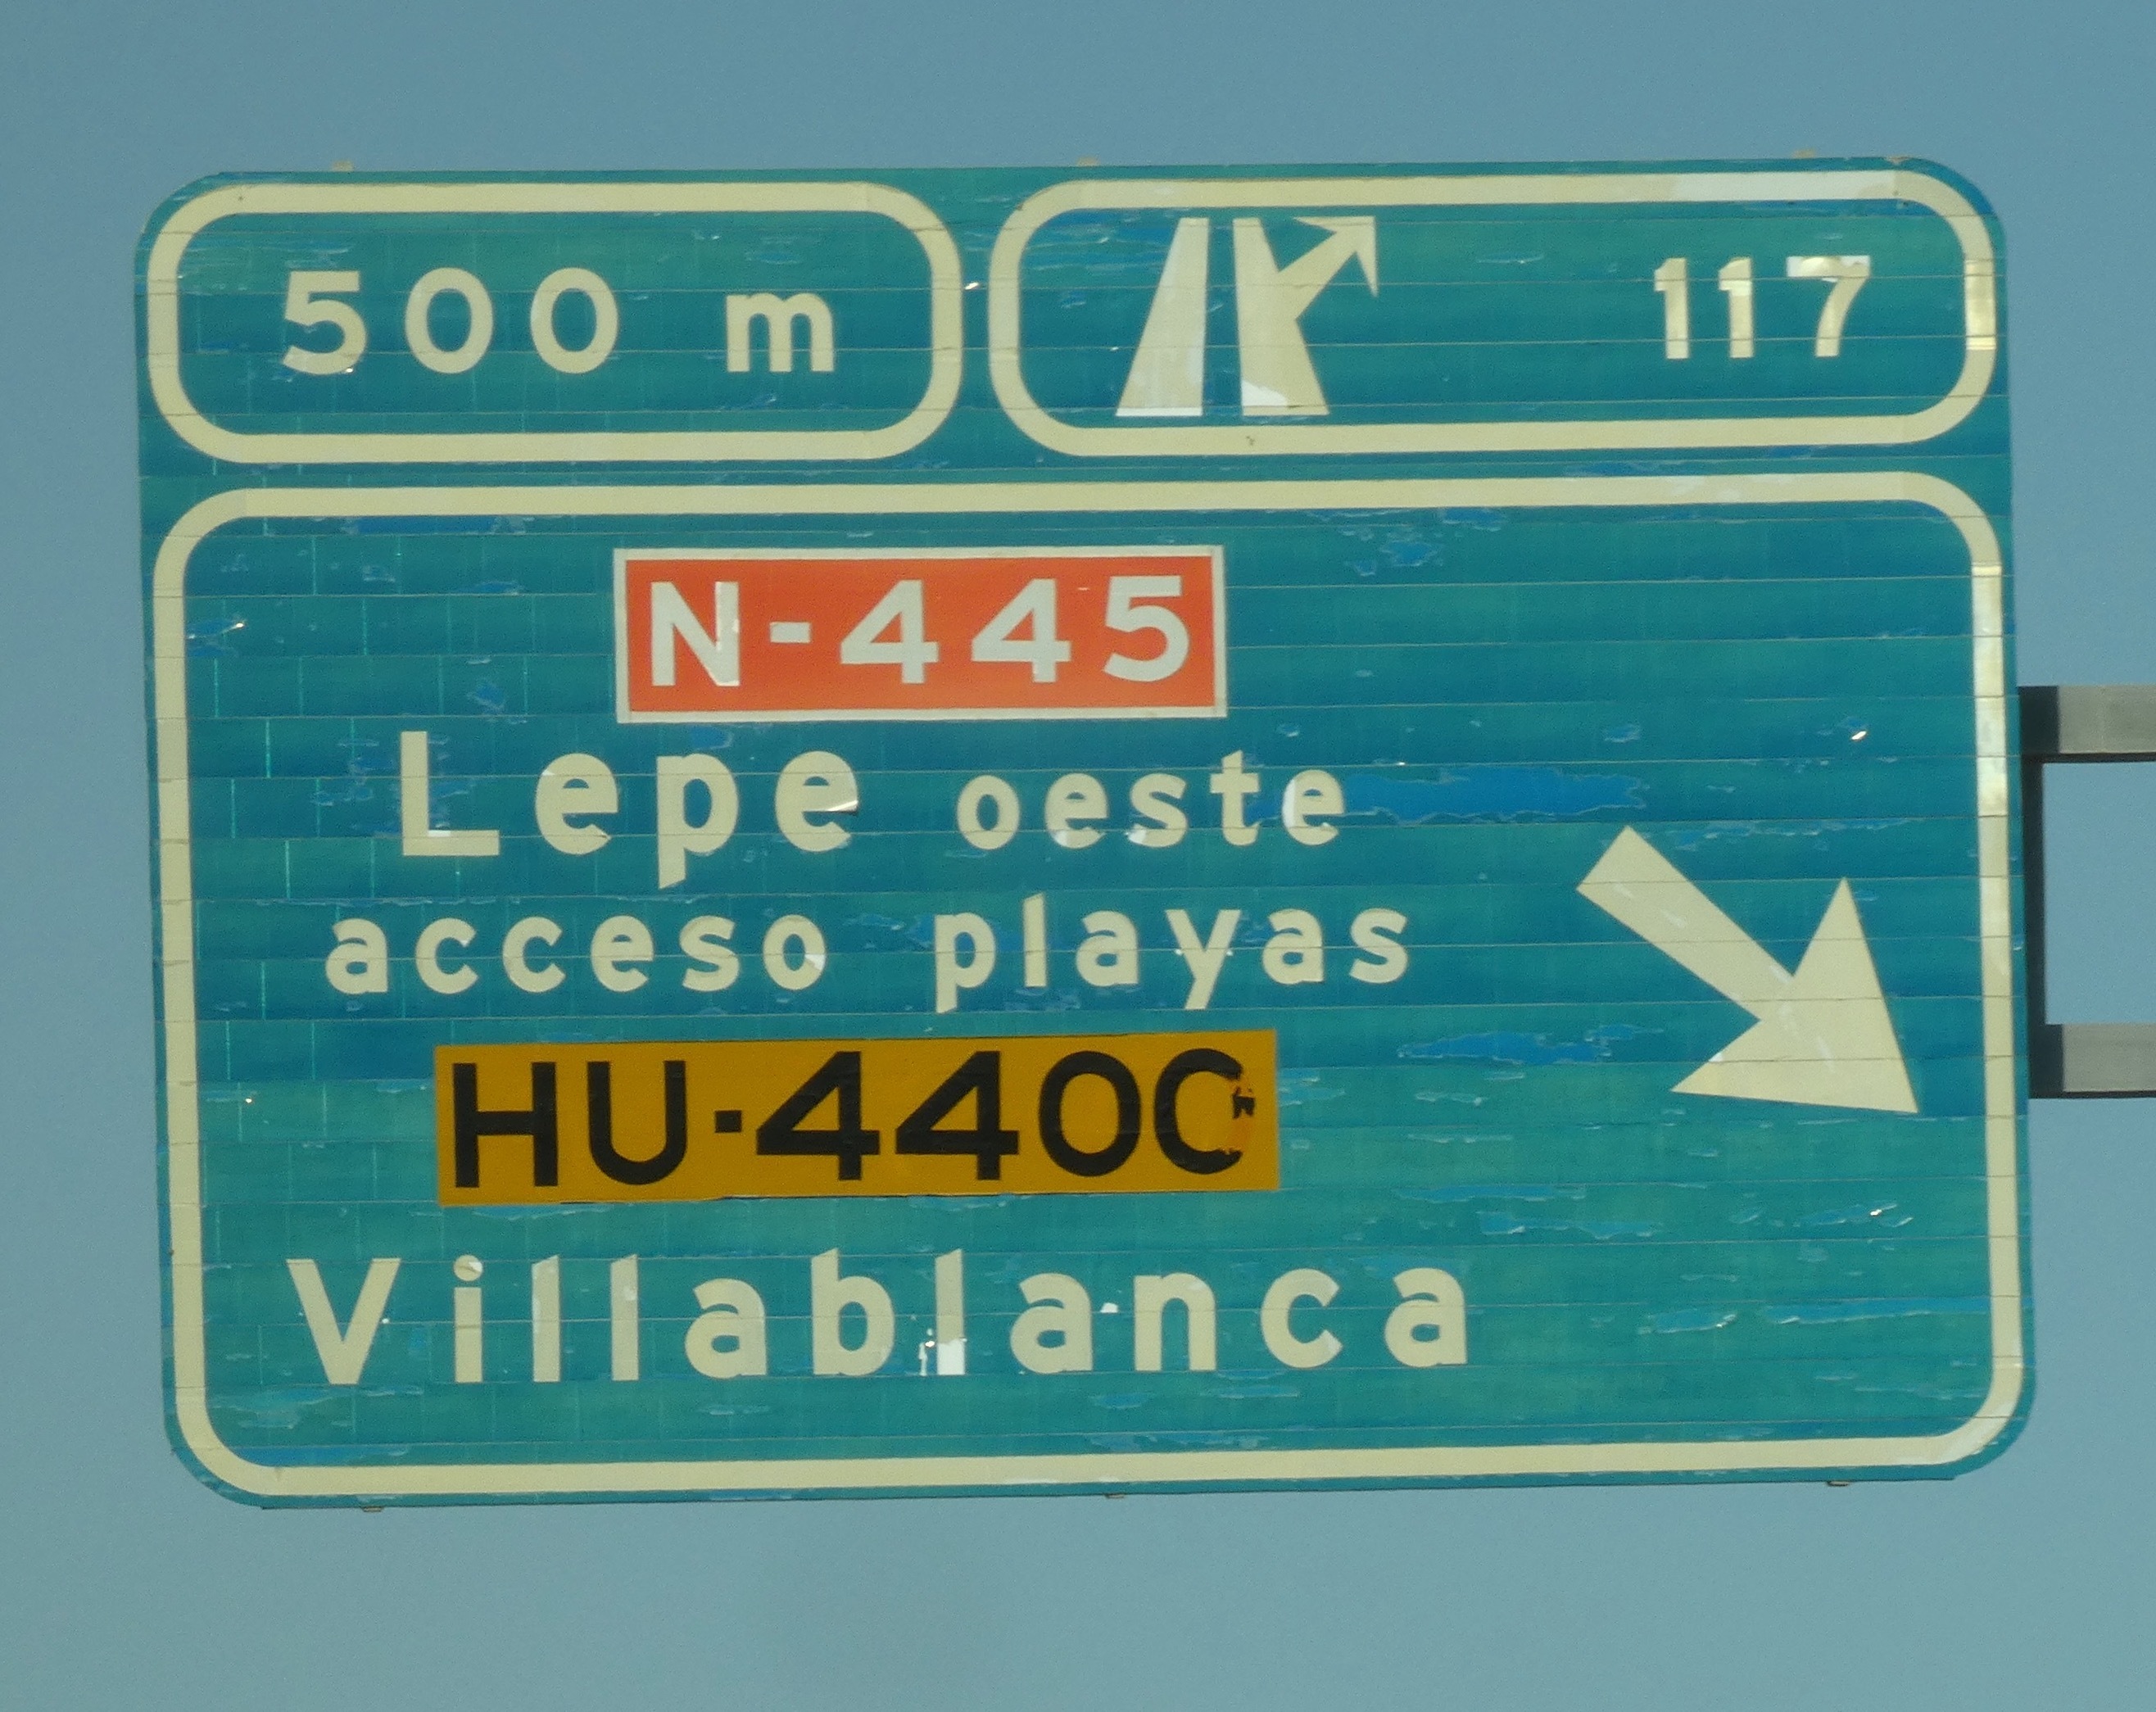 500 m
117
N-445
Lepe oeste
acceso playas
HU-4400
Villablanca